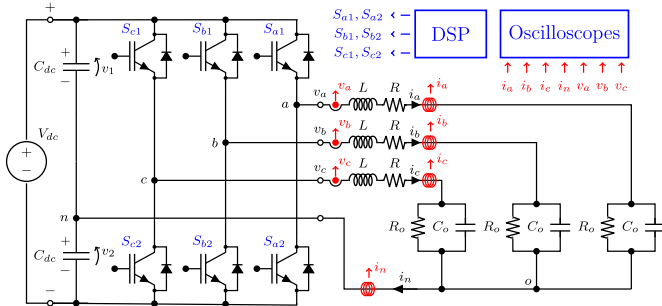 +
S_{c1} S_{b1} S_{a1}
S_{a1}, S_{a2}
S_{b1}, S_{b2}
S_{c1}, S_{c2}
DSP
Oscilloscopes
i_a i_b i_c i_n v_a v_b v_c
+
C_{dc} v_1
−
V_{dc}
+
−
a v_a v_a L R i_a i_a
b v_b v_b L R i_b i_b
c v_c v_c L R i_c i_c
n
R_o C_o R_o C_o R_o C_o
+
C_{dc} v_2
−
S_{c2} S_{b2} S_{a2}
−
i_n i_n o